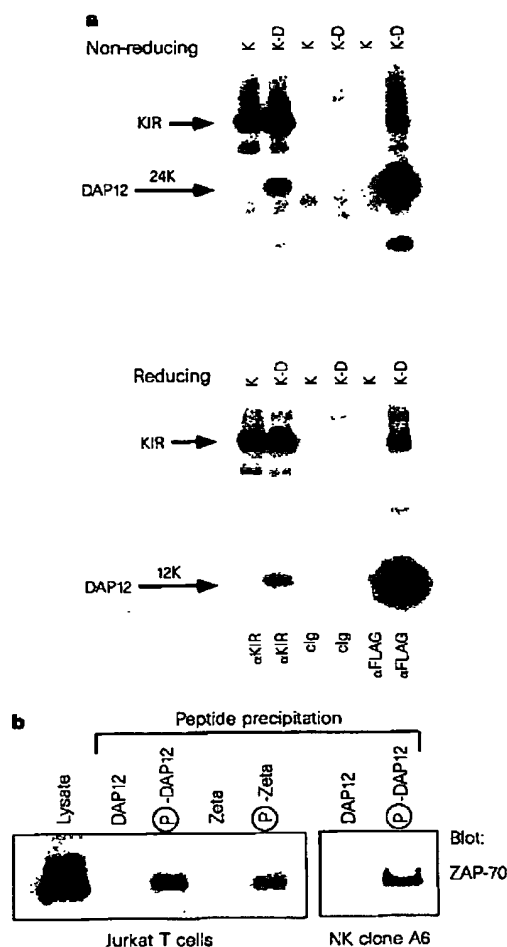 a
Non-reducing K K-D K K-D K K-D
KIR
24K
DAP12
Reducing K K-D K K-D K K-D
KIR
12K
DAP12
αKIR αKIR cIg cIg αFLAG αFLAG
b
Peptide precipitation
Lysate DAP12 P-DAP12 Zeta P-Zeta DAP12 P-DAP12
Blot:
ZAP-70
Jurkat T cells NK clone A6